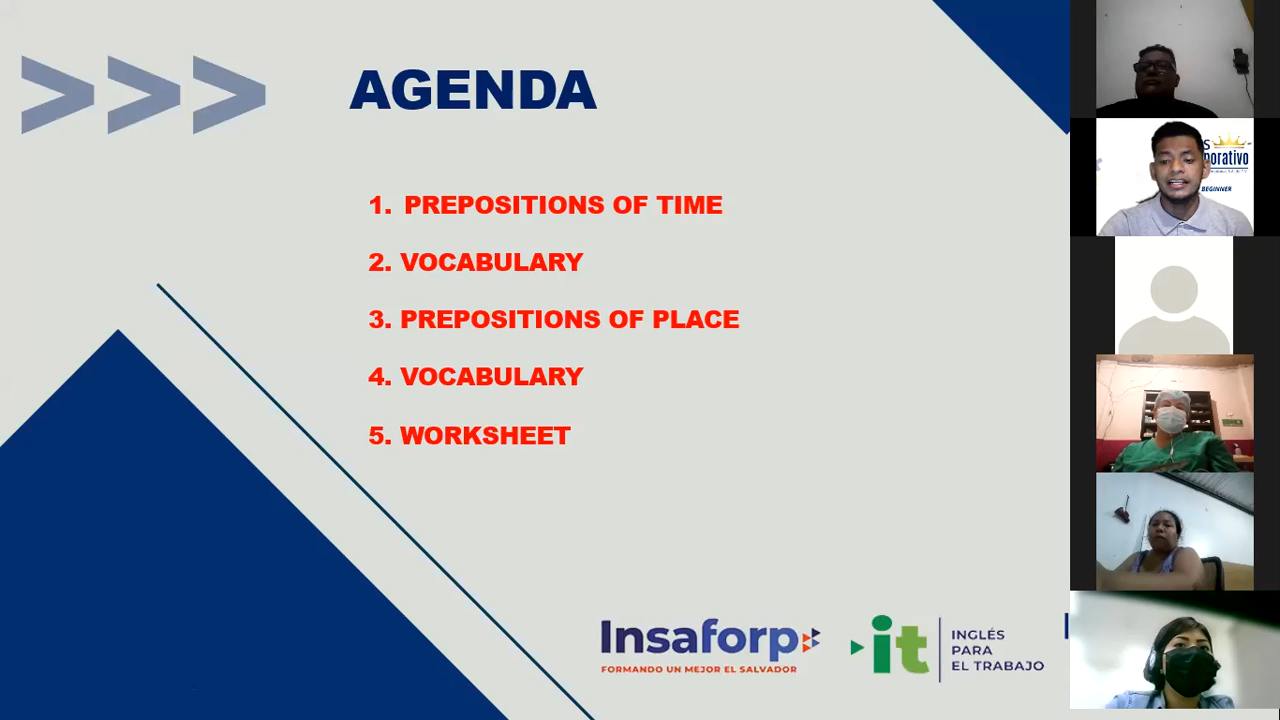 AGENDA
1. PREPOSITIONS OF TIME
2. VOCABULARY
3. PREPOSITIONS OF PLACE
4. VOCABULARY
5. WORKSHEET
Insaforp
FORMANDO UN MEJOR EL SALVADOR
it
INGLÉS
PARA
EL TRABAJO
S
porativo
BEGINNER